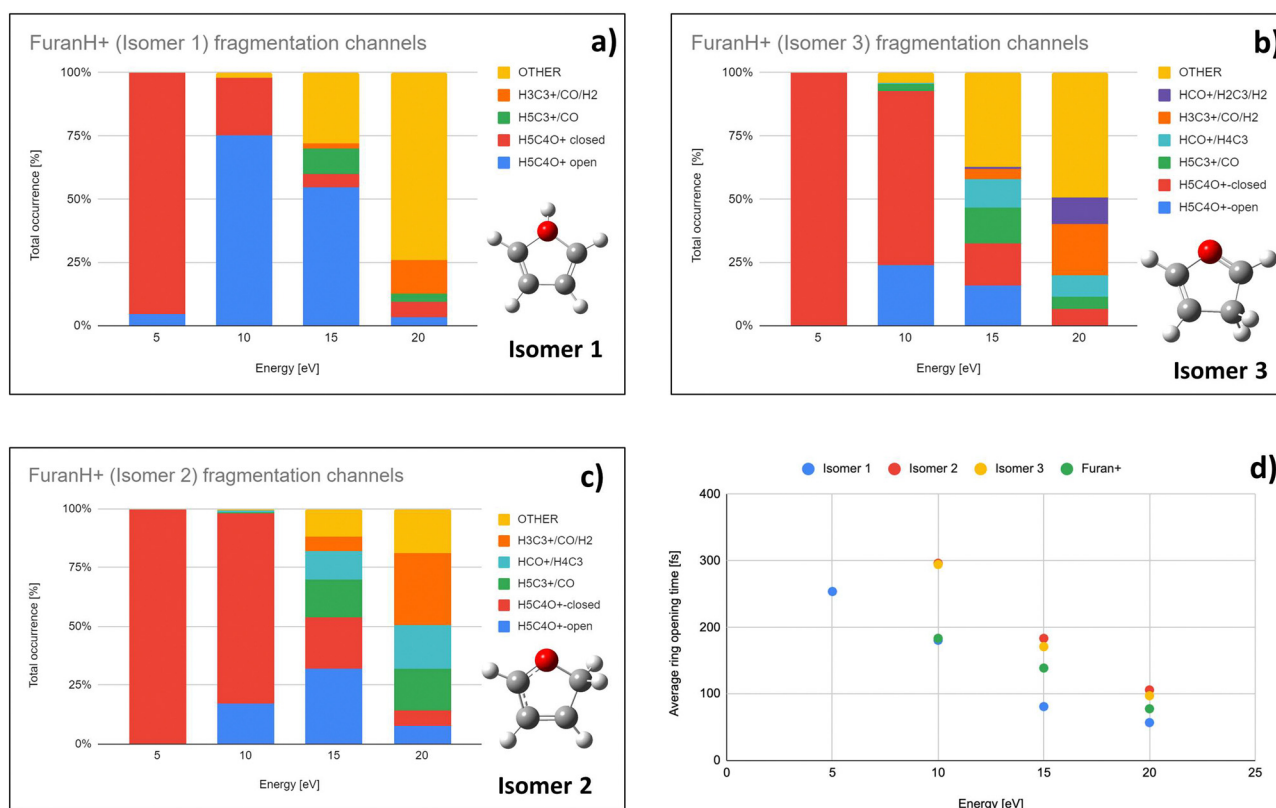 FuranH+ (Isomer 1) fragmentation channels
a)
Total occurrence [%]
100%
75%
50%
25%
0%
5 10 15 20
Energy [eV]
OTHER
H3C3+/CO/H2
H5C3+/CO
H5C4O+ closed
H5C4O+ open
Isomer 1
FuranH+ (Isomer 3) fragmentation channels
b)
Total occurrence [%]
100%
75%
50%
25%
0%
5 10 15 20
Energy [eV]
OTHER
HCO+/H2C3/H2
H3C3+/CO/H2
HCO+/H4C3
H5C3+/CO
H5C4O+-closed
H5C4O+-open
Isomer 3
FuranH+ (Isomer 2) fragmentation channels
c)
Total occurrence [%]
100%
75%
50%
25%
0%
5 10 15 20
Energy [eV]
OTHER
H3C3+/CO/H2
HCO+/H4C3
H5C3+/CO
H5C4O+-closed
H5C4O+-open
Isomer 2
d)
Isomer 1 Isomer 2 Isomer 3 Furan+
Average ring opening time [fs]
400
300
200
100
0
0 5 10 15 20 25
Energy [eV]